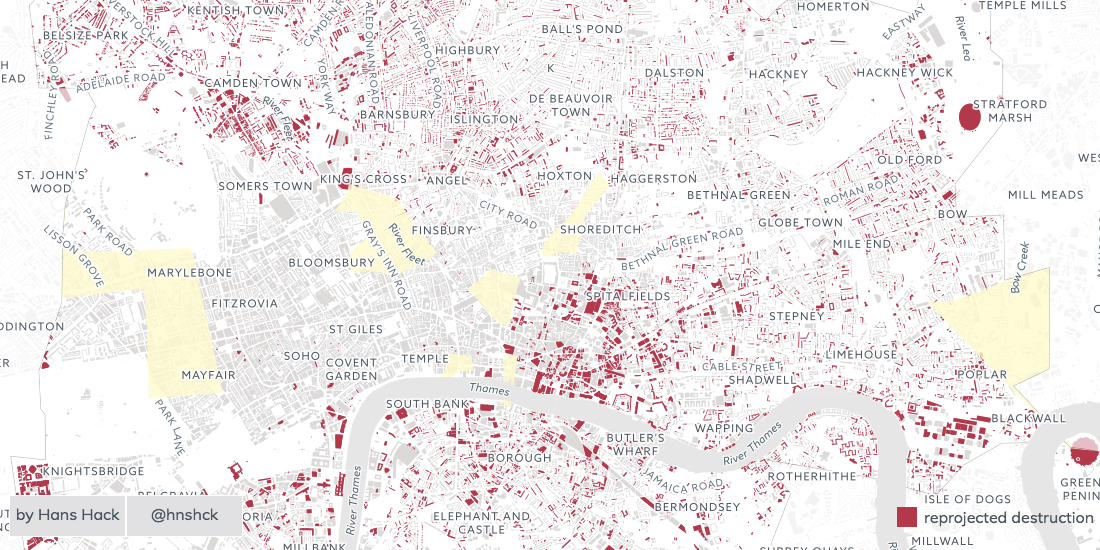 KENTISH TOWN
HOMERTON
TEMPLE MILLS
EASTWAY
River Lea
BELSIZE PARK
CALEDONIAN ROAD
LIVERPOOL ROAD
HIGHBURY
BALL'S POND
K
DALSTON
HACKNEY
HACKNEY WICK
FINCHLEY ROAD
ADELAIDE ROAD
CAMDEN TOWN
YORK WAY
River Fleet
BARNSBURY
ISLINGTON
DE BEAUVOIR
TOWN
STRATFORD
MARSH
OLD FORD
ST. JOHN'S
WOOD
SOMERS TOWN
KING'S CROSS
ANGEL
HOXTON
HAGGERSTON
BETHNAL GREEN
ROMAN ROAD
MILL MEADS
CITY ROAD
PARK ROAD
LISSON GROVE
FINSBURY
SHOREDITCH
GLOBE TOWN
BOW
MILE END
BETHNAL GREEN ROAD
GRAY'S INN ROAD
River Fleet
BLOOMSBURY
MARYLEBONE
Bow Creek
FITZROVIA
SPITALFIELDS
STEPNEY
ST GILES
SOHO
COVENT
GARDEN
TEMPLE
LIMEHOUSE
MAYFAIR
CABLE STREET
SHADWELL
POPLAR
Thames
SOUTH BANK
PARK LANE
BLACKWALL
WAPPING
BUTLER'S
WHARF
River Thames
KNIGHTSBRIDGE
BOROUGH
JAMAICA ROAD
ROTHERHITHE
BERMONDSEY
ISLE OF DOGS
River Thames
by Hans Hack
@hnshck
ELEPHANT AND
CASTLE
reprojected destruction
MILLBANK
MILLWALL